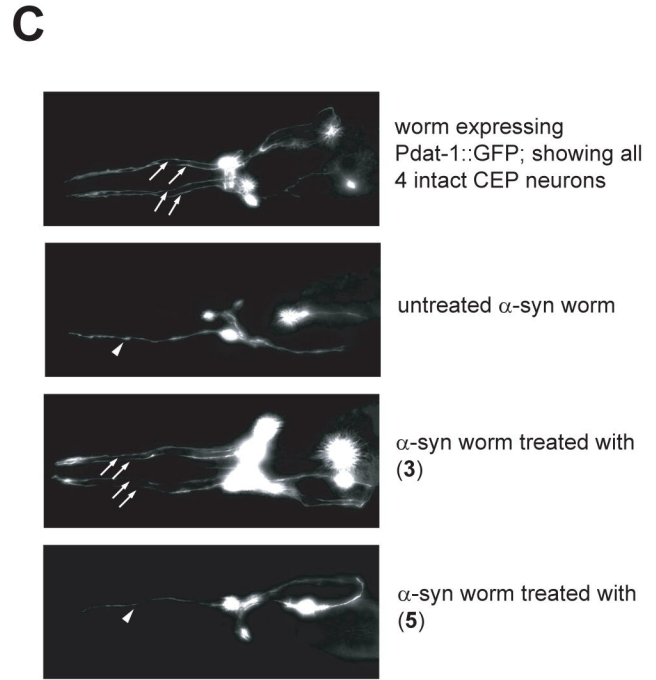 C
worm expressing
Pdat-1::GFP; showing all
4 intact CEP neurons
untreated α-syn worm
α-syn worm treated with
(3)
α-syn worm treated with
(5)